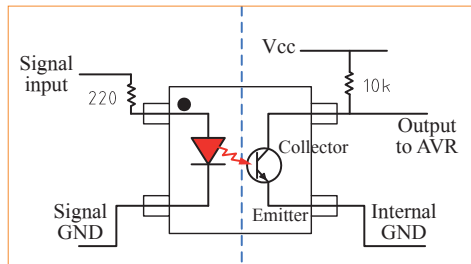 Signal
input
220
Vcc
10k
Collector
Output
to AVR
Emitter
Signal
GND
Internal
GND